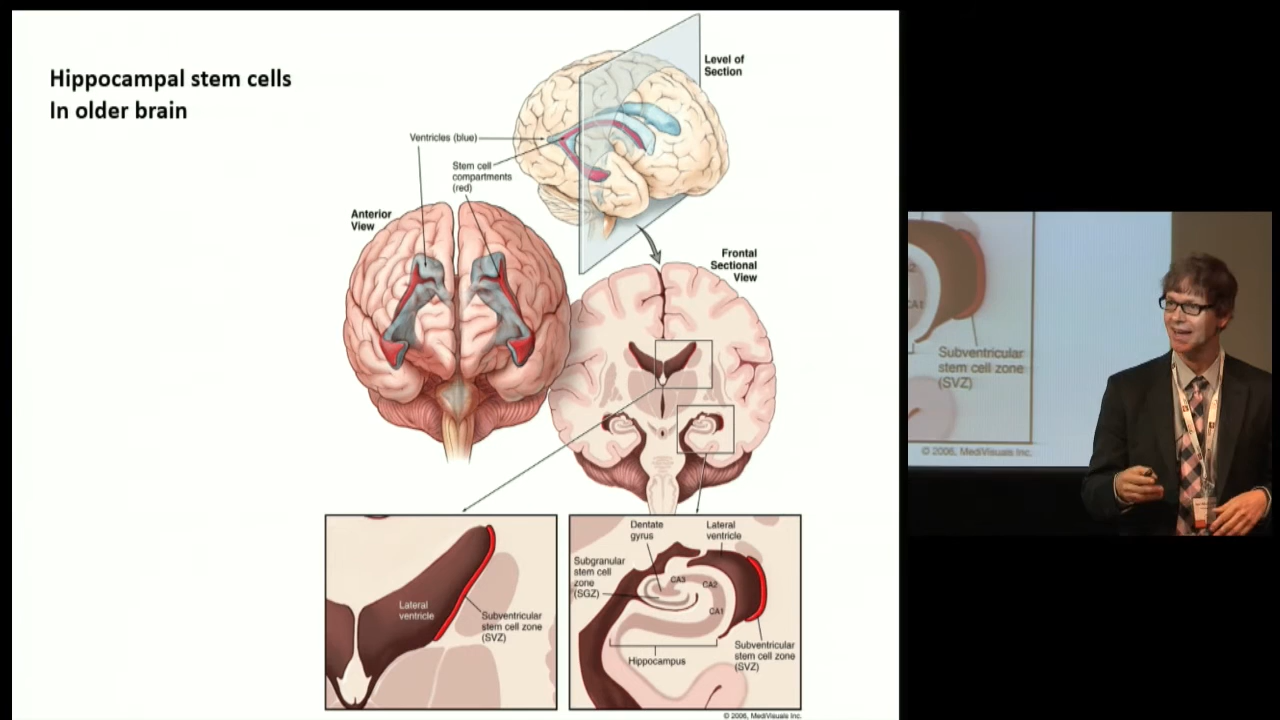 Hippocampal stem cells
In older brain
Level of
Section
Ventricles (blue)
Stem cell
compartments
(red)
Anterior
View
Frontal
Sectional
View
Lateral
ventricle
Subventricular
stem cell zone
(SVZ)
Dentate
gyrus
Lateral
ventricle
Subgranular
stem cell
zone
(SGZ)
CA3
CA2
CA1
Hippocampus
Subventricular
stem cell zone
(SVZ)
© 2006, MediVisuals Inc.
CA1
Subventricular
stem cell zone
(SVZ)
© 2006, MediVisuals Inc.